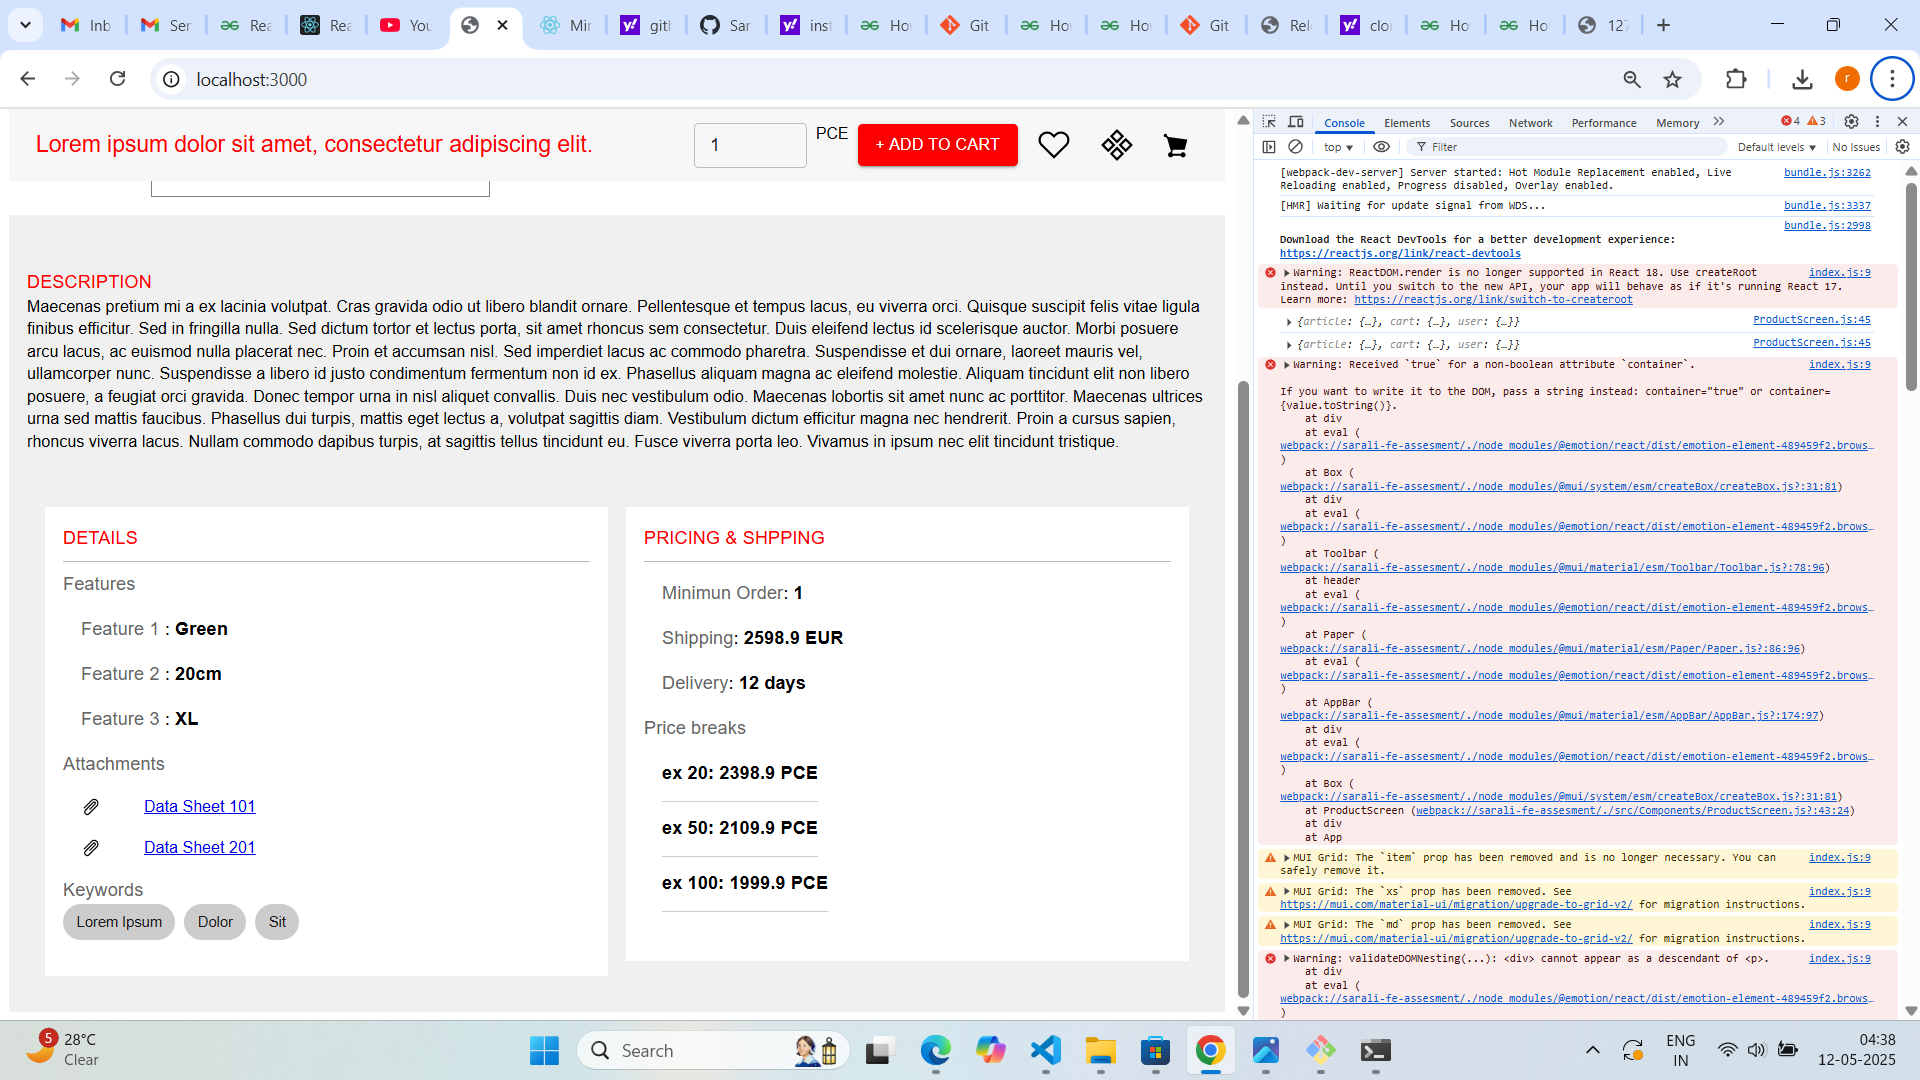 Inb
Ser
Rea
Rea
You
Mir
git
Sar
inst
Ho
Git
Ho
Ho
Git
Rel
clo
Ho
Ho
127
localhost:3000
r
Lorem ipsum dolor sit amet, consectetur adipiscing elit.
1
PCE
+ ADD TO CART
DESCRIPTION
Maecenas pretium mi a ex lacinia volutpat. Cras gravida odio ut libero blandit ornare. Pellentesque et tempus lacus, eu viverra orci. Quisque suscipit felis vitae ligula
finibus efficitur. Sed in fringilla nulla. Sed dictum tortor et lectus porta, sit amet rhoncus sem consectetur. Duis eleifend lectus id scelerisque auctor. Morbi posuere
arcu lacus, ac euismod nulla placerat nec. Proin et accumsan nisl. Sed imperdiet lacus ac commodo pharetra. Suspendisse et dui ornare, laoreet mauris vel,
ullamcorper nunc. Suspendisse a libero id justo condimentum fermentum non id ex. Phasellus aliquam magna ac eleifend molestie. Aliquam tincidunt elit non libero
posuere, a feugiat orci gravida. Donec tempor urna in nisl aliquet convallis. Duis nec vestibulum odio. Maecenas lobortis sit amet nunc ac porttitor. Maecenas ultrices
urna sed mattis faucibus. Phasellus dui turpis, mattis eget lectus a, volutpat sagittis diam. Vestibulum dictum efficitur magna nec hendrerit. Proin a cursus sapien,
rhoncus viverra lacus. Nullam commodo dapibus turpis, at sagittis tellus tincidunt eu. Fusce viverra porta leo. Vivamus in ipsum nec elit tincidunt tristique.
DETAILS
Features
Feature 1 : Green
Feature 2 : 20cm
Feature 3 : XL
Attachments
Data Sheet 101
Data Sheet 201
Keywords
Lorem Ipsum
Dolor
Sit
PRICING & SHPPING
Minimun Order: 1
Shipping: 2598.9 EUR
Delivery: 12 days
Price breaks
ex 20: 2398.9 PCE
ex 50: 2109.9 PCE
ex 100: 1999.9 PCE
Console
Elements
Sources
Network
Performance
Memory
4
3
top
Filter
Default levels
No Issues
[webpack-dev-server] Server started: Hot Module Replacement enabled, Live bundle.js:3262
Reloading enabled, Progress disabled, Overlay enabled.
[HMR] Waiting for update signal from WDS... bundle.js:3337
bundle.js:2998
Download the React DevTools for a better development experience:
https://reactjs.org/link/react-devtools
Warning: ReactDOM.render is no longer supported in React 18. Use createRoot index.js:9
instead. Until you switch to the new API, your app will behave as if it's running React 17.
Learn more: https://reactjs.org/link/switch-to-createroot
{article: {…}, cart: {…}, user: {…}} ProductScreen.js:45
{article: {…}, cart: {…}, user: {…}} ProductScreen.js:45
Warning: Received `true` for a non-boolean attribute `container`. index.js:9
If you want to write it to the DOM, pass a string instead: container="true" or container=
{value.toString()}.
at div
at eval (
webpack://sarali-fe-assesment/./node_modules/@emotion/react/dist/emotion-element-489459f2.brows…
)
at Box (
webpack://sarali-fe-assesment/./node_modules/@mui/system/esm/createBox/createBox.js?:31:81)
at div
at eval (
webpack://sarali-fe-assesment/./node_modules/@emotion/react/dist/emotion-element-489459f2.brows…
)
at Toolbar (
webpack://sarali-fe-assesment/./node_modules/@mui/material/esm/Toolbar/Toolbar.js?:78:96)
at header
at eval (
webpack://sarali-fe-assesment/./node_modules/@emotion/react/dist/emotion-element-489459f2.brows…
)
at Paper (
webpack://sarali-fe-assesment/./node_modules/@mui/material/esm/Paper/Paper.js?:86:96)
at eval (
webpack://sarali-fe-assesment/./node_modules/@emotion/react/dist/emotion-element-489459f2.brows…
)
at AppBar (
webpack://sarali-fe-assesment/./node_modules/@mui/material/esm/AppBar/AppBar.js?:174:97)
at div
at eval (
webpack://sarali-fe-assesment/./node_modules/@emotion/react/dist/emotion-element-489459f2.brows…
)
at Box (
webpack://sarali-fe-assesment/./node_modules/@mui/system/esm/createBox/createBox.js?:31:81)
at ProductScreen (webpack://sarali-fe-assesment/./src/Components/ProductScreen.js?:43:24)
at div
at App
MUI Grid: The `item` prop has been removed and is no longer necessary. You can index.js:9
safely remove it.
MUI Grid: The `xs` prop has been removed. See index.js:9
https://mui.com/material-ui/migration/upgrade-to-grid-v2/ for migration instructions.
MUI Grid: The `md` prop has been removed. See index.js:9
https://mui.com/material-ui/migration/upgrade-to-grid-v2/ for migration instructions.
Warning: validateDOMNesting(...): <div> cannot appear as a descendant of <p>. index.js:9
at div
at eval (
webpack://sarali-fe-assesment/./node_modules/@emotion/react/dist/emotion-element-489459f2.brows…
)
5
28°C
Clear
Search
ENG
IN
04:38
12-05-2025